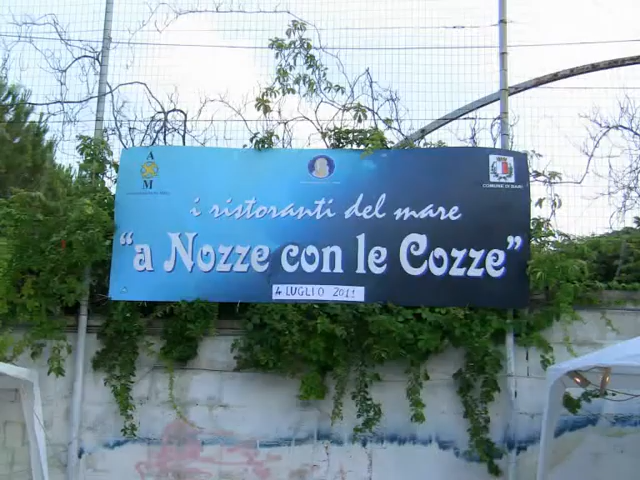 A
M
COMUNE DI BARI
i ristoranti del mare
"a Nozze con le Cozze"
4 LUGLIO 2011